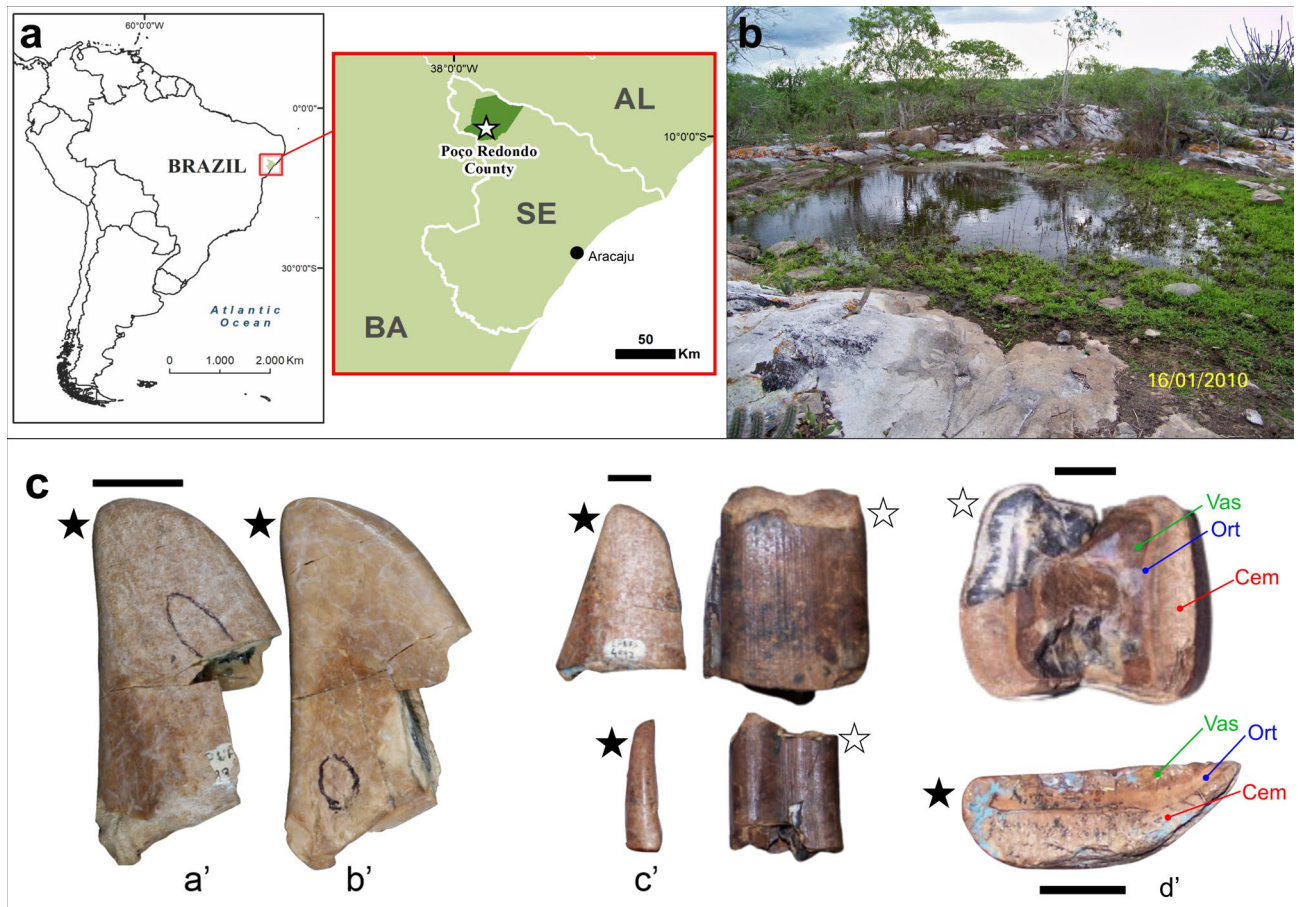 a
60°0'0"W
0°0'0"
BRAZIL
30°0'0"S
Atlantic
Ocean
0 1.000 2.000 Km
38°0'0"W
AL
10°0'0"S
Poço Redondo
County
SE
Aracaju
BA
50
Km
b
16/01/2010
c
a'
b'
c'
Vas
Ort
Cem
Vas
Ort
Cem
d'